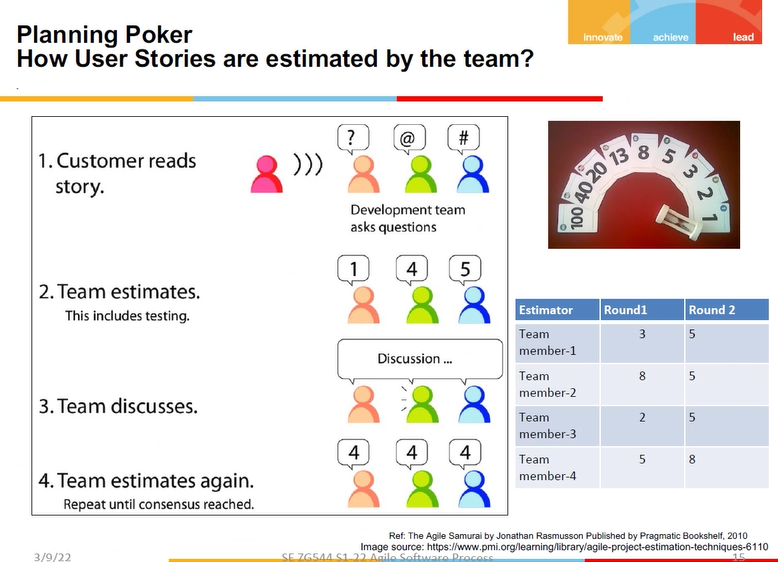 Planning Poker
How User Stories are estimated by the team?
.
innovate achieve lead
1. Customer reads
story.
? @ #
Development team
asks questions
2. Team estimates.
This includes testing.
1 4 5
3. Team discusses.
Discussion ...
4. Team estimates again.
Repeat until consensus reached.
4 4 4
100 40 20 13 8 5 3 2 1
Estimator Round1 Round 2
Team
member-1 3 5
Team
member-2 8 5
Team
member-3 2 5
Team
member-4 5 8
Ref: The Agile Samurai by Jonathan Rasmusson Published by Pragmatic Bookshelf, 2010
Image source: https://www.pmi.org/learning/library/agile-project-estimation-techniques-6110
3/9/22 SE ZG544 S1-22 Agile Software Process 15